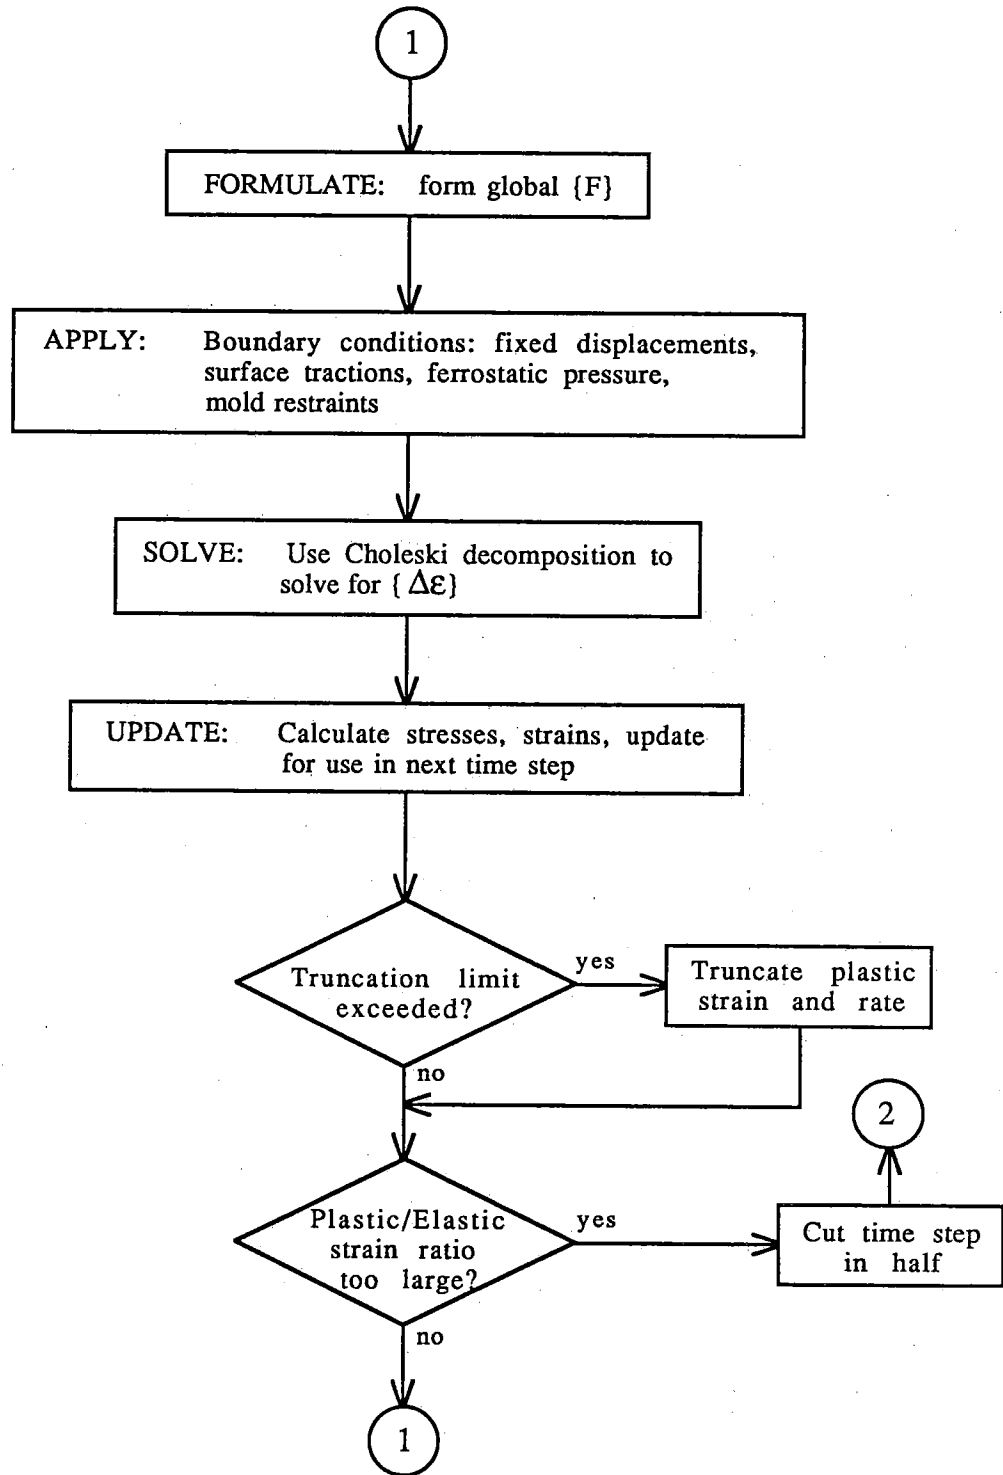 1
FORMULATE: form global {F}
APPLY: Boundary conditions: fixed displacements,
surface tractions, ferrostatic pressure,
mold restraints
SOLVE: Use Choleski decomposition to
solve for {Δε}
UPDATE: Calculate stresses, strains, update
for use in next time step
Truncation limit
exceeded?
yes
Truncate plastic
strain and rate
no
2
Plastic/Elastic
strain ratio
too large?
yes
Cut time step
in half
no
1